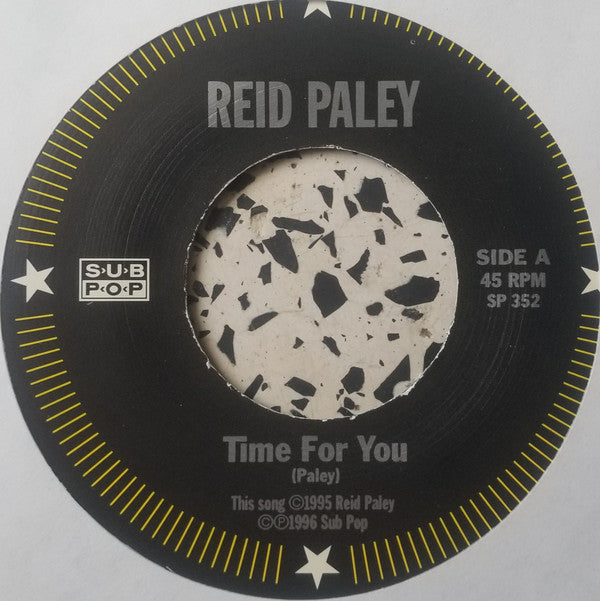 REID PALEY
SUB
POP
SIDE A
45 RPM
SP 352
Time For You
(Paley)
This song ©1995 Reid Paley
©℗1996 Sub Pop